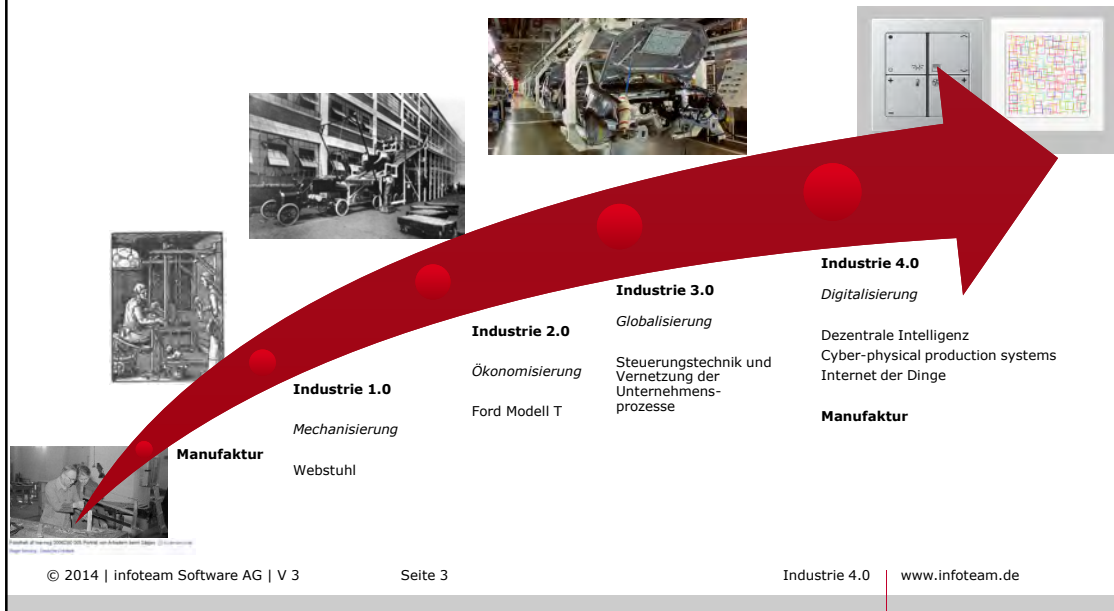 Manufaktur
Industrie 1.0
Mechanisierung
Webstuhl
Industrie 2.0
Ökonomisierung
Ford Modell T
Industrie 3.0
Globalisierung
Steuerungstechnik und
Vernetzung der
Unternehmens-
prozesse
Industrie 4.0
Digitalisierung
Dezentrale Intelligenz
Cyber-physical production systems
Internet der Dinge
Manufaktur
© 2014 | infoteam Software AG | V 3
Seite 3
Industrie 4.0
www.infoteam.de